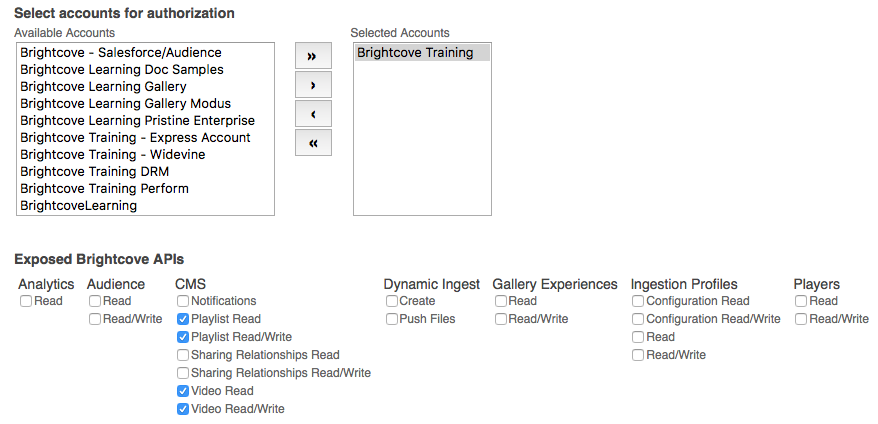 Select accounts for authorization
Available Accounts
Brightcove - Salesforce/Audience
Brightcove Learning Doc Samples
Brightcove Learning Gallery
Brightcove Learning Gallery Modus
Brightcove Learning Pristine Enterprise
Brightcove Training - Express Account
Brightcove Training - Widevine
Brightcove Training DRM
Brightcove Training Perform
BrightcoveLearning
»
›
‹
«
Selected Accounts
Brightcove Training
Exposed Brightcove APIs
Analytics
Read
Audience
Read
Read/Write
CMS
Notifications
Playlist Read
Playlist Read/Write
Sharing Relationships Read
Sharing Relationships Read/Write
Video Read
Video Read/Write
Dynamic Ingest
Create
Push Files
Gallery Experiences
Read
Read/Write
Ingestion Profiles
Configuration Read
Configuration Read/Write
Read
Read/Write
Players
Read
Read/Write